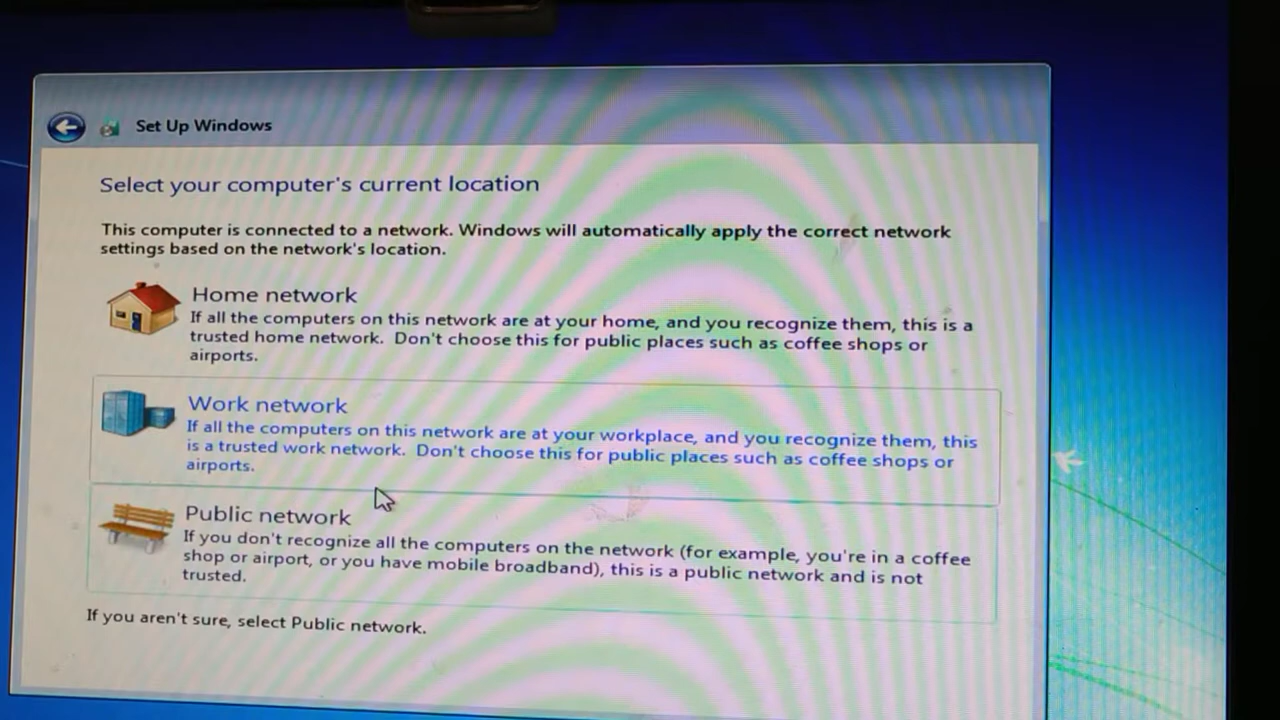 Set Up Windows
Select your computer's current location
This computer is connected to a network. Windows will automatically apply the correct network
settings based on the network's location.
Home network
If all the computers on this network are at your home, and you recognize them, this is a
trusted home network. Don't choose this for public places such as coffee shops or
airports.
Work network
If all the computers on this network are at your workplace, and you recognize them, this
is a trusted work network. Don't choose this for public places such as coffee shops or
airports.
Public network
If you don't recognize all the computers on the network (for example, you're in a coffee
shop or airport, or you have mobile broadband), this is a public network and is not
trusted.
If you aren't sure, select Public network.